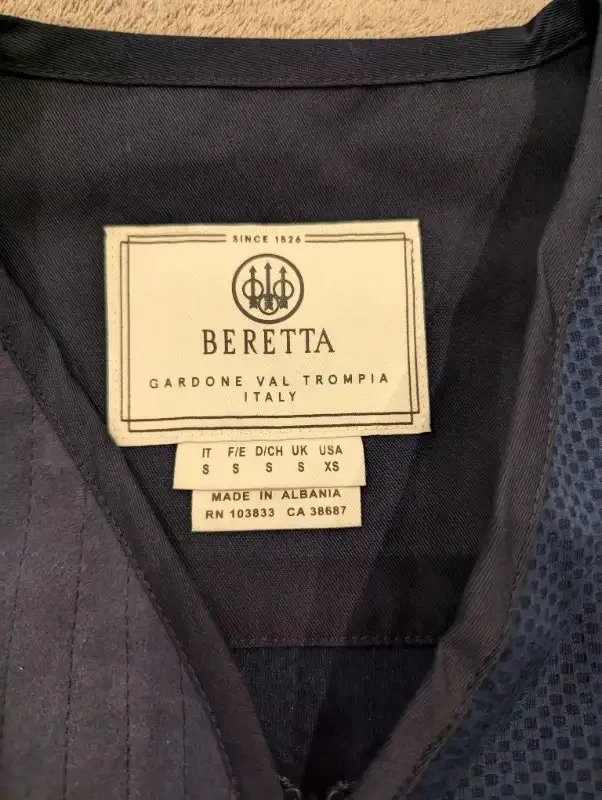 SINCE 1526
BERETTA
GARDONE VAL TROMPIA
ITALY
IT F/E D/CH UK USA
S S S S XS
MADE IN ALBANIA
RN 103833 CA 38687